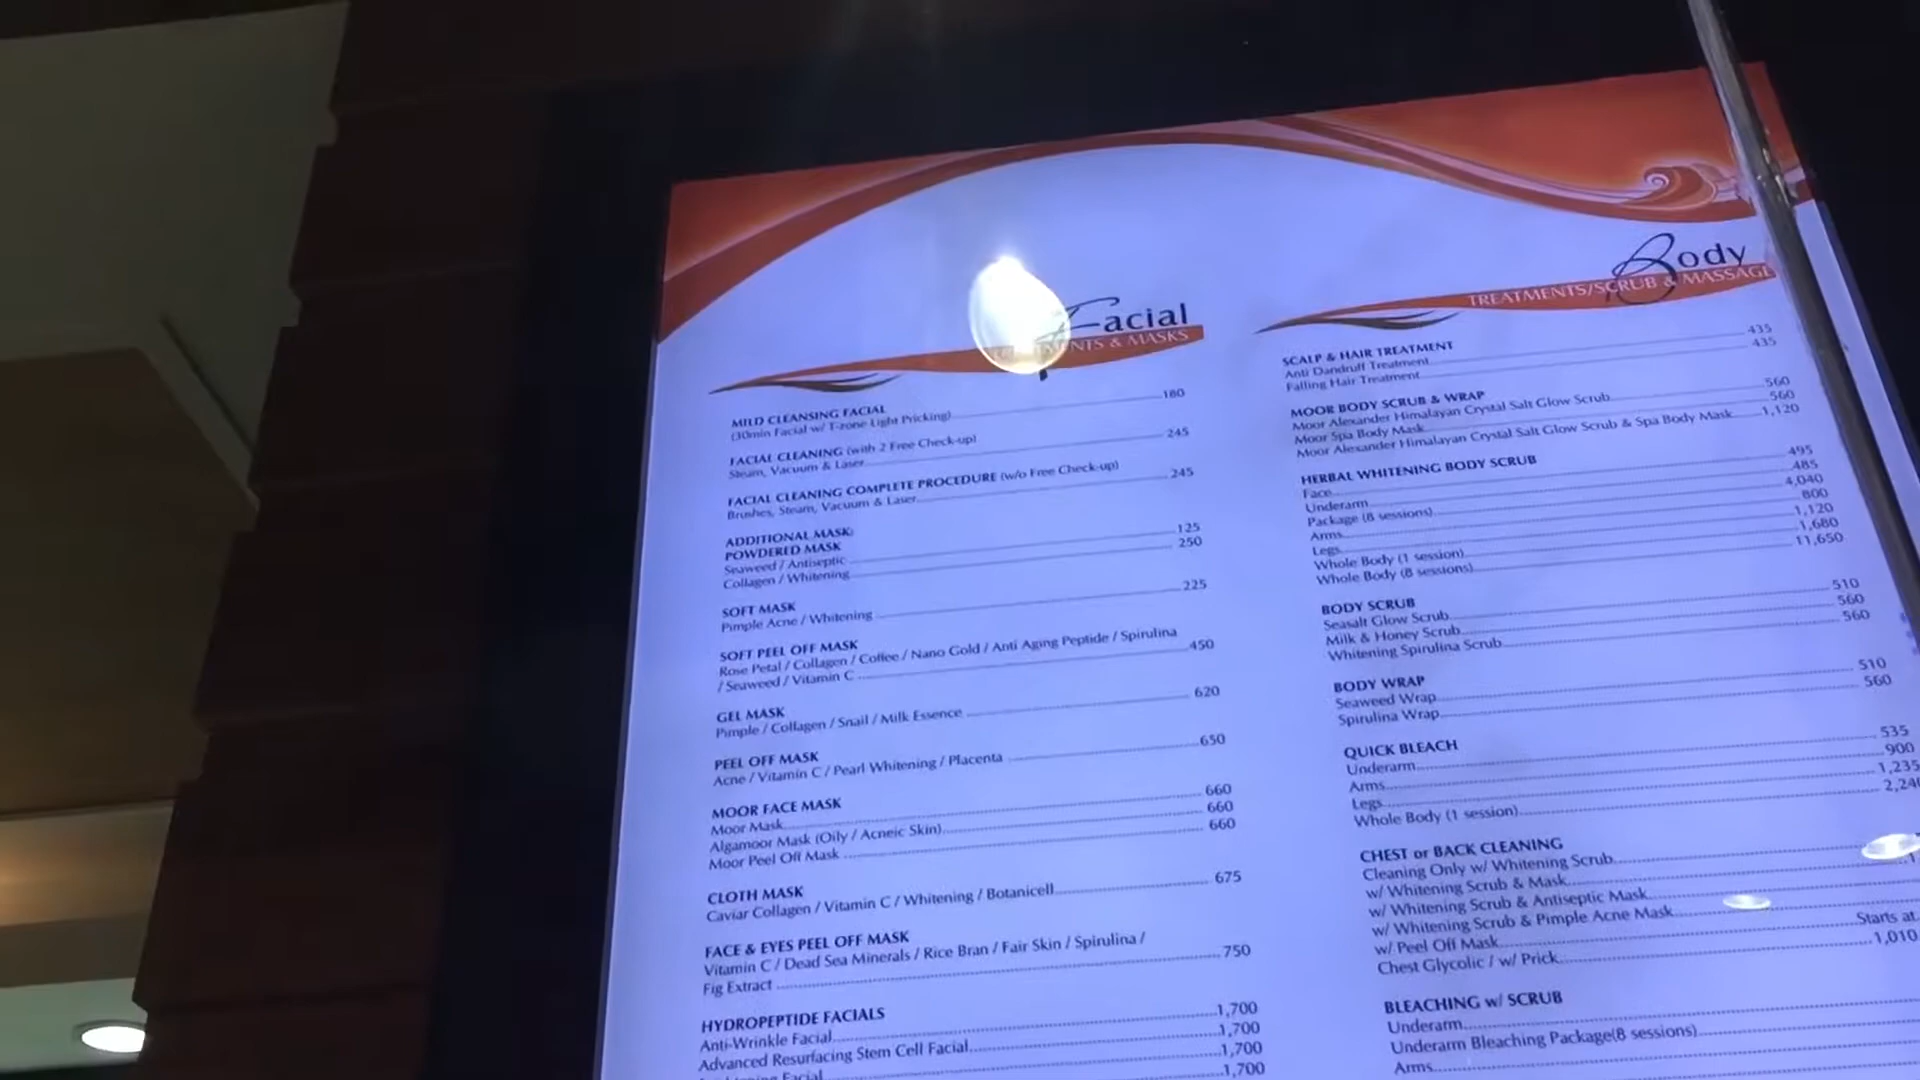 Facial
MENTS & MASKS
MILD CLEANSING FACIAL
(30min Facial w/ T-zone Light Pricking) 180
FACIAL CLEANING (with 2 Free Check-up)
Steam, Vacuum & Laser 245
FACIAL CLEANING COMPLETE PROCEDURE (w/o Free Check-up)
Brushes, Steam, Vacuum & Laser 245
ADDITIONAL MASK:
POWDERED MASK
Seaweed / Antiseptic 125
Collagen / Whitening 250
SOFT MASK
Pimple Acne / Whitening 225
SOFT PEEL OFF MASK
Rose Petal / Collagen / Coffee / Nano Gold / Anti Aging Peptide / Spirulina
/ Seaweed / Vitamin C 450
GEL MASK
Pimple / Collagen / Snail / Milk Essence 620
PEEL OFF MASK
Acne / Vitamin C / Pearl Whitening / Placenta 650
MOOR FACE MASK
Moor Mask 660
Algamoor Mask (Oily / Acneic Skin) 660
Moor Peel Off Mask 660
CLOTH MASK
Caviar Collagen / Vitamin C / Whitening / Botanicell 675
FACE & EYES PEEL OFF MASK
Vitamin C / Dead Sea Minerals / Rice Bran / Fair Skin / Spirulina /
Fig Extract 750
HYDROPEPTIDE FACIALS
Anti-Wrinkle Facial 1,700
Advanced Resurfacing Stem Cell Facial 1,700
Facial 1,700
1,700
Body
TREATMENTS/SCRUB & MASSAGE
SCALP & HAIR TREATMENT
Anti Dandruff Treatment 435
Falling Hair Treatment 435
MOOR BODY SCRUB & WRAP
Moor Alexander Himalayan Crystal Salt Glow Scrub 560
Moor Spa Body Mask 560
Moor Alexander Himalayan Crystal Salt Glow Scrub & Spa Body Mask 1,120
HERBAL WHITENING BODY SCRUB
Face 495
Underarm 485
Package (8 sessions) 4,040
Arms 800
Legs 1,120
Whole Body (1 session) 1,680
Whole Body (8 sessions) 11,650
BODY SCRUB
Seasalt Glow Scrub 510
Milk & Honey Scrub 560
Whitening Spirulina Scrub 560
BODY WRAP
Seaweed Wrap 510
Spirulina Wrap 560
QUICK BLEACH
Underarm 535
Arms 900
Legs 1,235
Whole Body (1 session) 2,240
CHEST or BACK CLEANING
Cleaning Only w/ Whitening Scrub
w/ Whitening Scrub & Mask
w/ Whitening Scrub & Antiseptic Mask
w/ Whitening Scrub & Pimple Acne Mask
w/ Peel Off Mask Starts at
Chest Glycolic / w/ Prick 1,010
BLEACHING w/ SCRUB
Underarm
Underarm Bleaching Package(8 sessions)
Arms